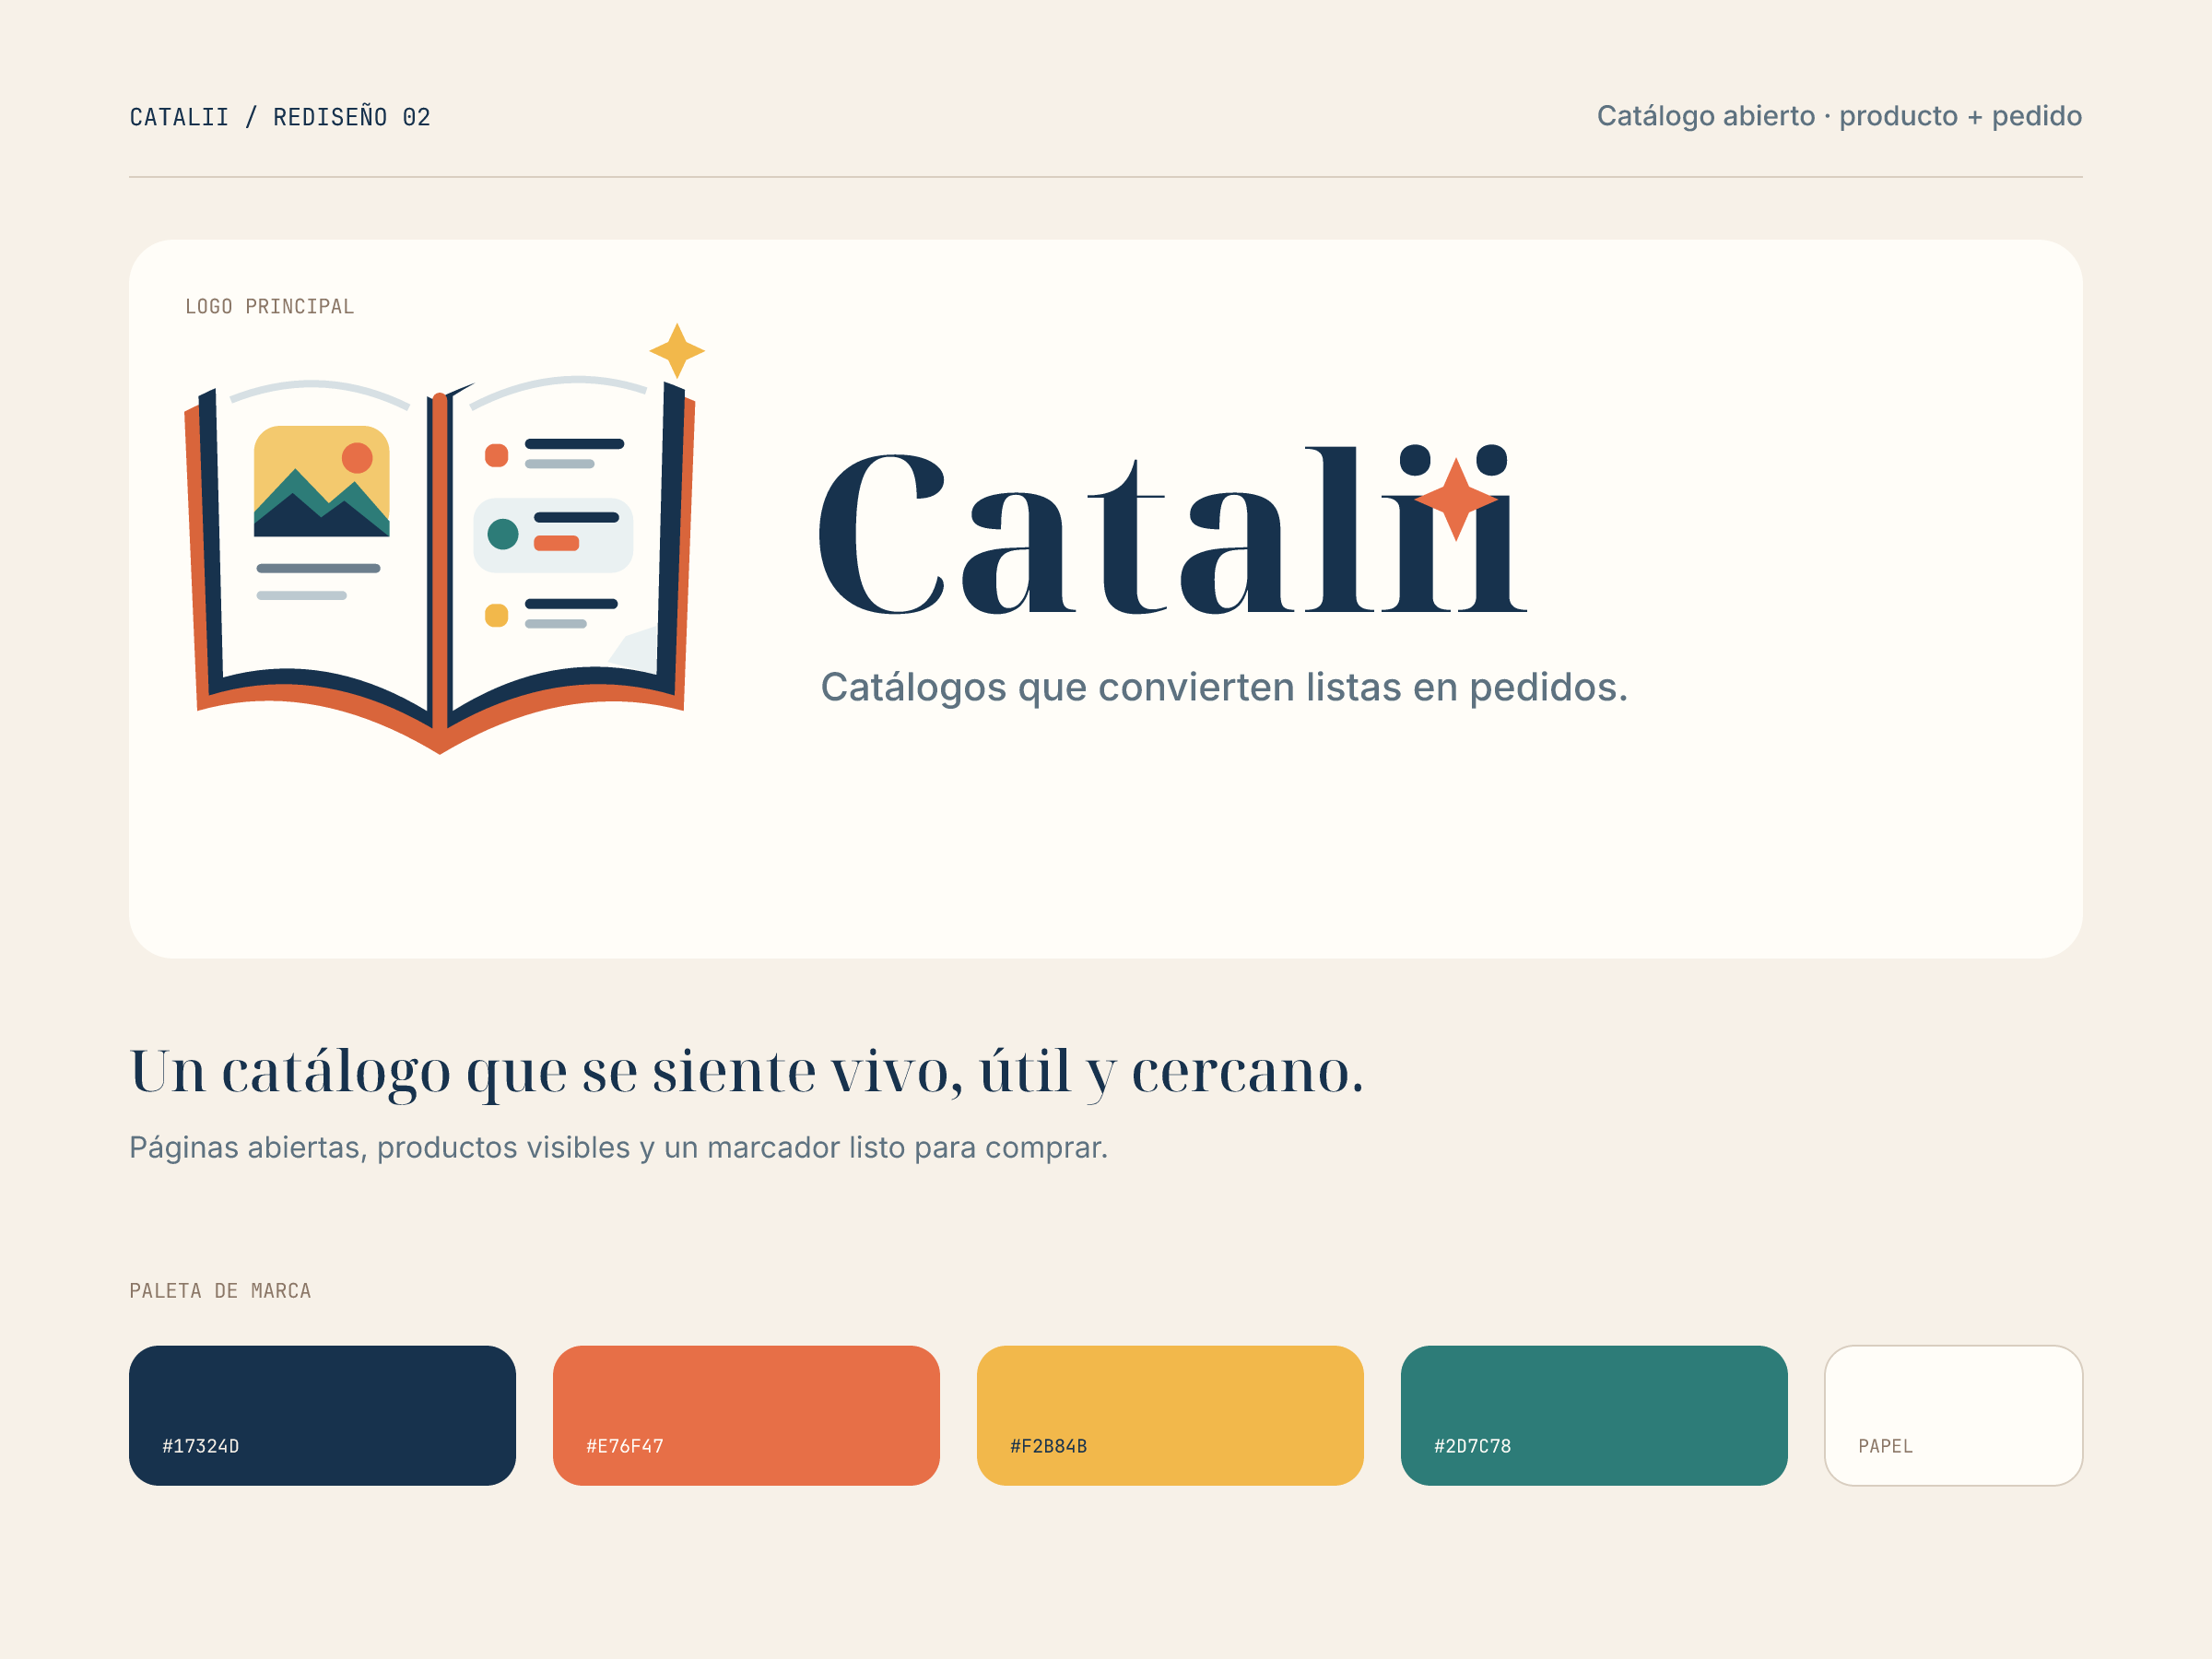 CATALII / REDISEÑO 02
Catálogo abierto · producto + pedido
LOGO PRINCIPAL
Catalii
Catálogos que convierten listas en pedidos.
Un catálogo que se siente vivo, útil y cercano.
Páginas abiertas, productos visibles y un marcador listo para comprar.
PALETA DE MARCA
#17324D
#E76F47
#F2B84B
#2D7C78
PAPEL